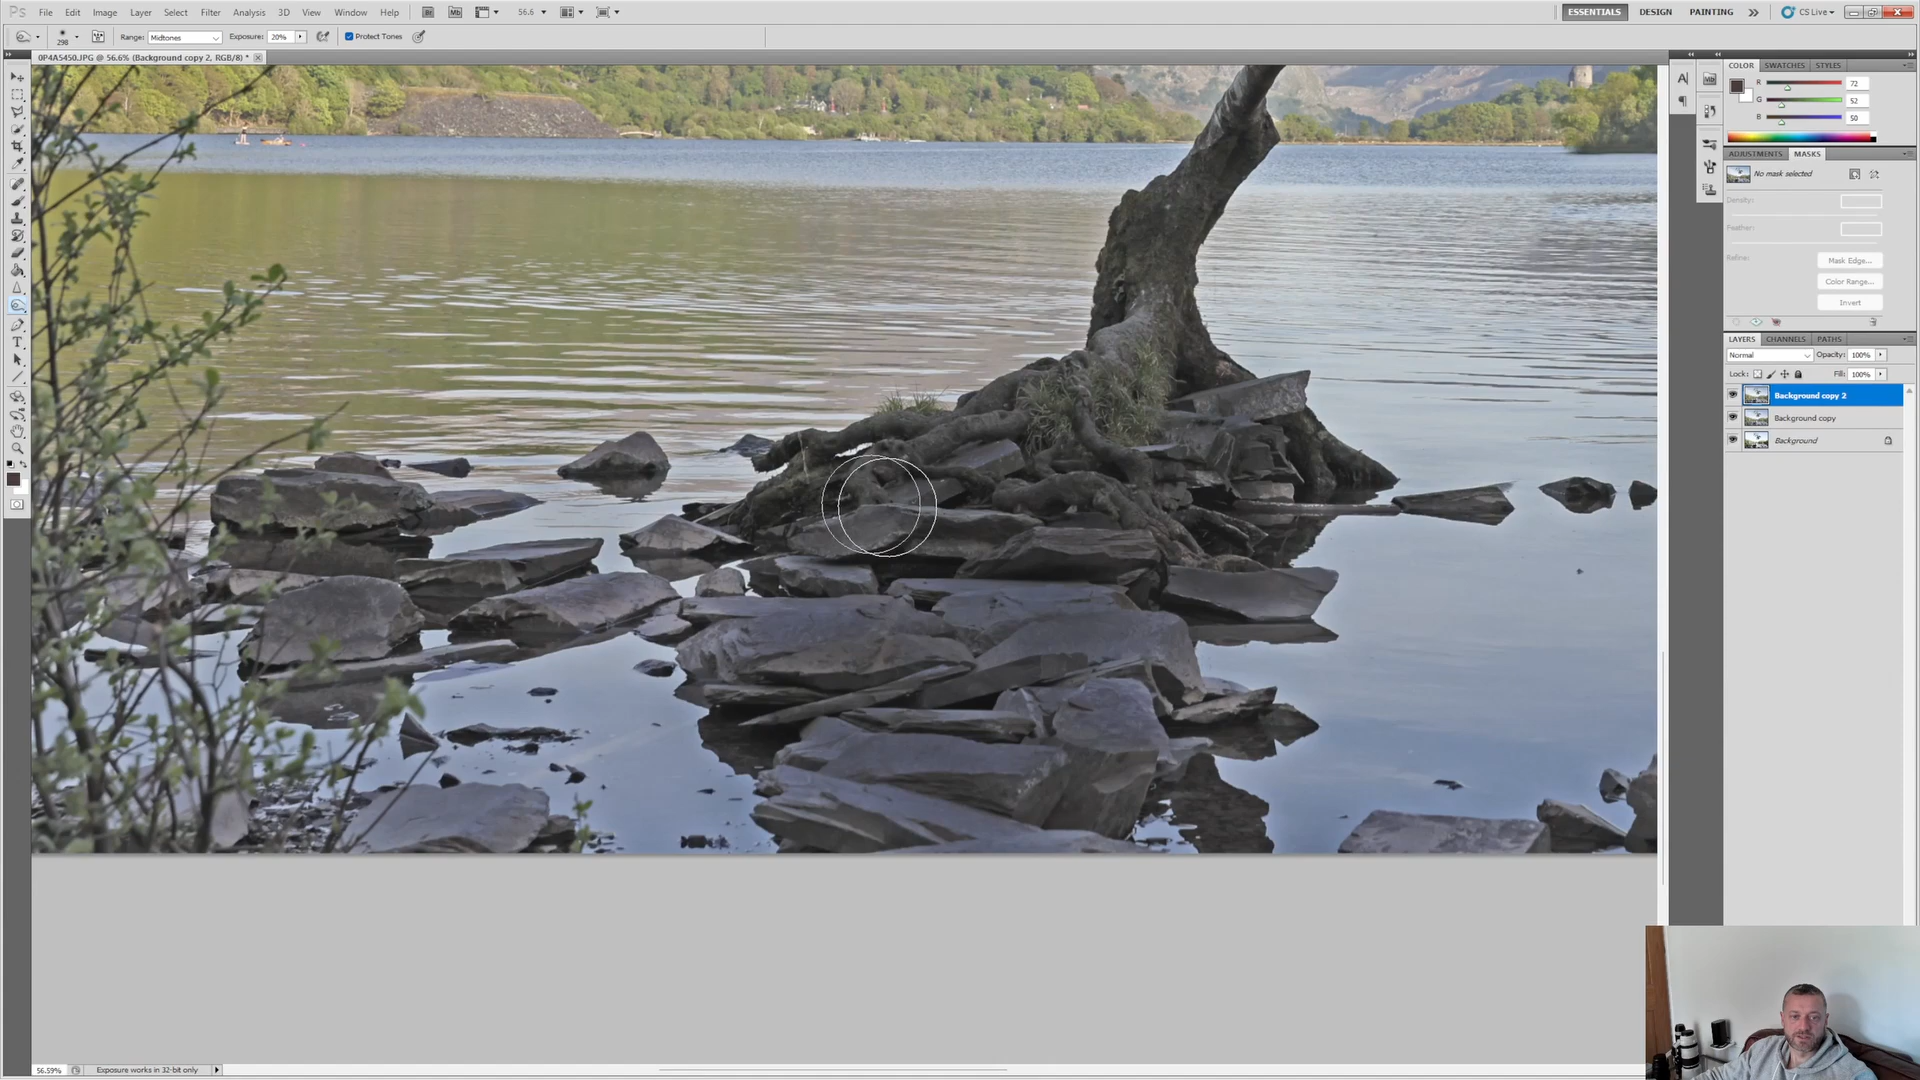 Ps File Edit Image Layer Select Filter Analysis 3D View Window Help Br Mb 56.6 ESSENTIALS DESIGN PAINTING CS Live
298 Range: Midtones Exposure: 20% Protect Tones
0P4A5450.JPG @ 56.6% (Background copy 2, RGB/8) *
COLOR SWATCHES STYLES
R 72
G 52
B 50
ADJUSTMENTS MASKS
No mask selected
Density:
Feather:
Refine: Mask Edge...
Color Range...
Invert
LAYERS CHANNELS PATHS
Normal Opacity: 100%
Lock: Fill: 100%
Background copy 2
Background copy
Background
56.59% Exposure works in 32-bit only